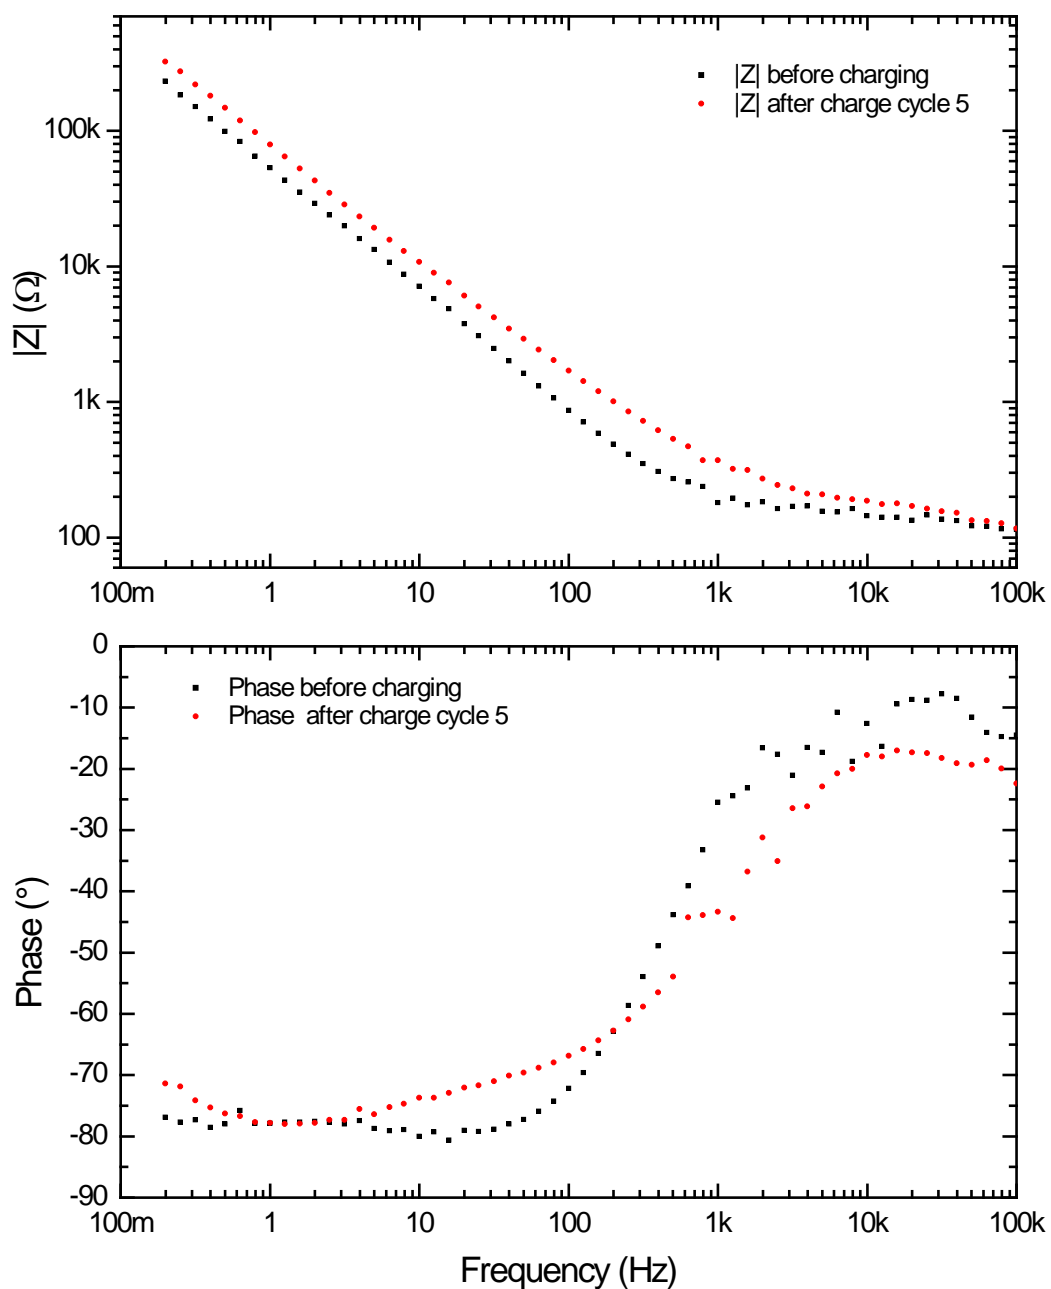 |Z| before charging
|Z| after charge cycle 5
100k
10k
1k
100
|Z| (Ω)
100m 1 10 100 1k 10k 100k
Phase before charging
Phase after charge cycle 5
0
-10
-20
-30
-40
-50
-60
-70
-80
-90
Phase (°)
100m 1 10 100 1k 10k 100k
Frequency (Hz)